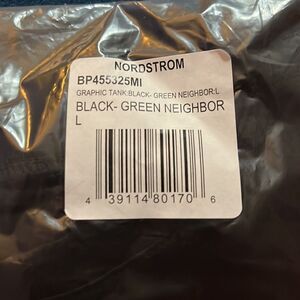 NORDSTROM
BP455325MI
GRAPHIC TANK:BLACK- GREEN NEIGHBOR:L
BLACK- GREEN NEIGHBOR
L
4 39114 80170 6